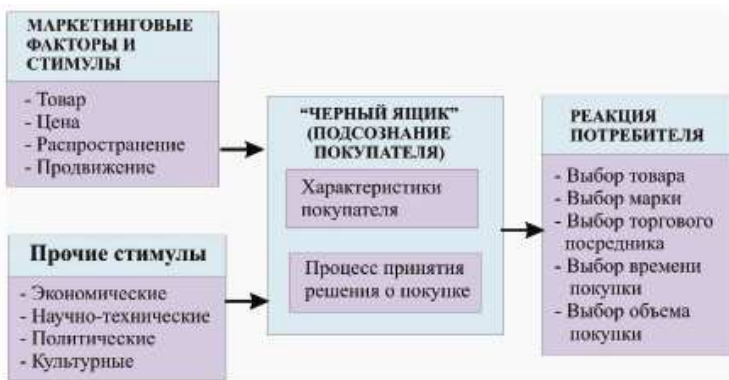 МАРКЕТИНГОВЫЕ
ФАКТОРЫ И
СТИМУЛЫ
- Товар
- Цена
- Распространение
- Продвижение
Прочие стимулы
- Экономические
- Научно-технические
- Политические
- Культурные
“ЧЕРНЫЙ ЯЩИК”
(ПОДСОЗНАНИЕ
ПОКУПАТЕЛЯ)
Характеристики
покупателя
Процесс принятия
решения о покупке
РЕАКЦИЯ
ПОТРЕБИТЕЛЯ
- Выбор товара
- Выбор марки
- Выбор торгового
посредника
- Выбор времени
покупки
- Выбор объема
покупки